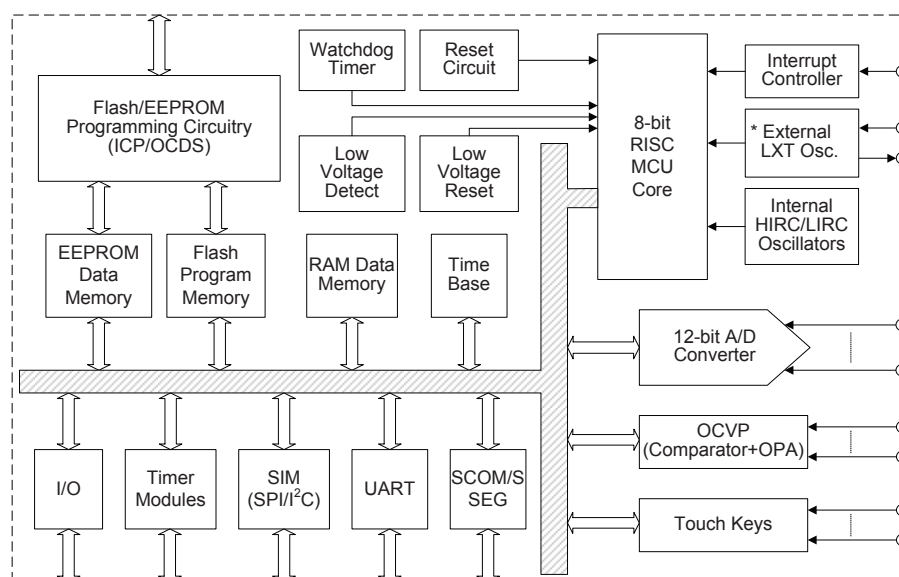 Watchdog
Timer
Reset
Circuit
Flash/EEPROM
Programming Circuitry
(ICP/OCDS)
Low
Voltage
Detect
Low
Voltage
Reset
8-bit
RISC
MCU
Core
Interrupt
Controller
* External
LXT Osc.
Internal
HIRC/LIRC
Oscillators
EEPROM
Data
Memory
Flash
Program
Memory
RAM Data
Memory
Time
Base
12-bit A/D
Converter
OCVP
(Comparator+OPA)
Touch Keys
I/O
Timer
Modules
SIM
(SPI/I²C)
UART
SCOM/S
SEG